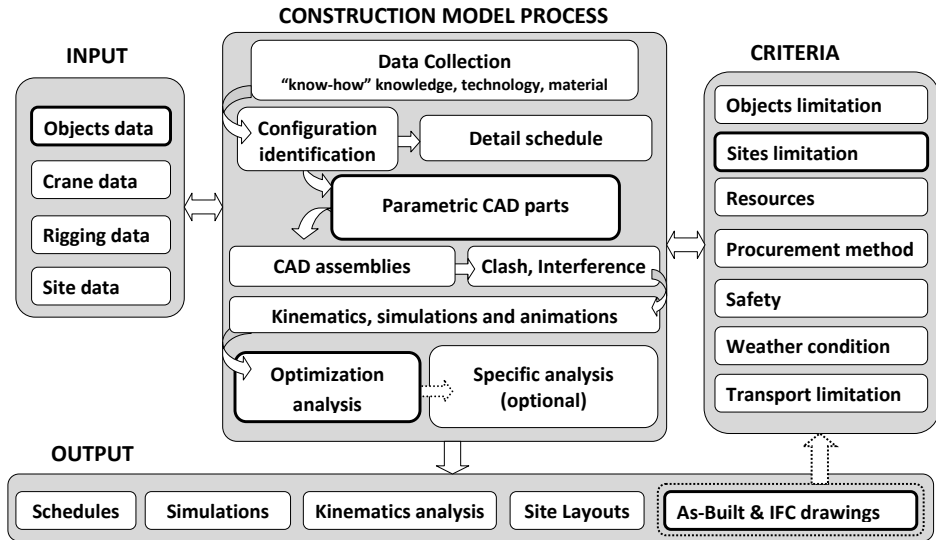 CONSTRUCTION MODEL PROCESS
INPUT
Objects data
Crane data
Rigging data
Site data
Data Collection
“know-how” knowledge, technology, material
Configuration
identification
Detail schedule
Parametric CAD parts
CAD assemblies
Clash, Interference
Kinematics, simulations and animations
Optimization
analysis
Specific analysis
(optional)
CRITERIA
Objects limitation
Sites limitation
Resources
Procurement method
Safety
Weather condition
Transport limitation
OUTPUT
Schedules
Simulations
Kinematics analysis
Site Layouts
As-Built & IFC drawings